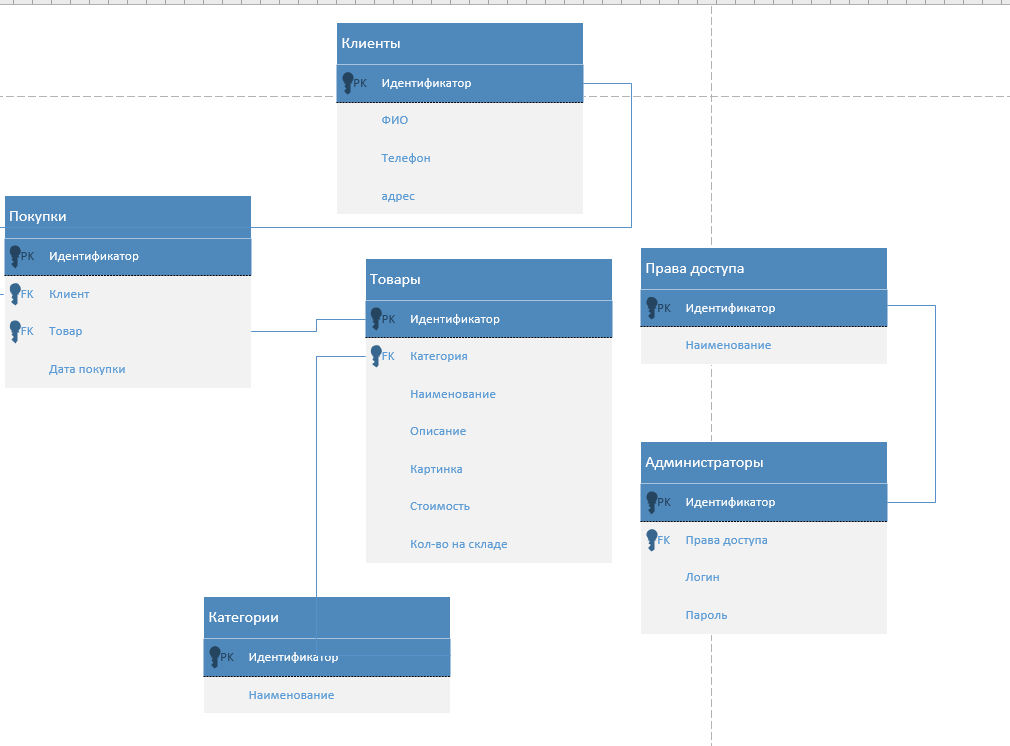 Клиенты
PK Идентификатор
ФИО
Телефон
адрес
Покупки
PK Идентификатор
FK Клиент
FK Товар
Дата покупки
Товары
PK Идентификатор
FK Категория
Наименование
Описание
Картинка
Стоимость
Кол-во на складе
Права доступа
PK Идентификатор
Наименование
Администраторы
PK Идентификатор
FK Права доступа
Логин
Пароль
Категории
PK Идентификатор
Наименование